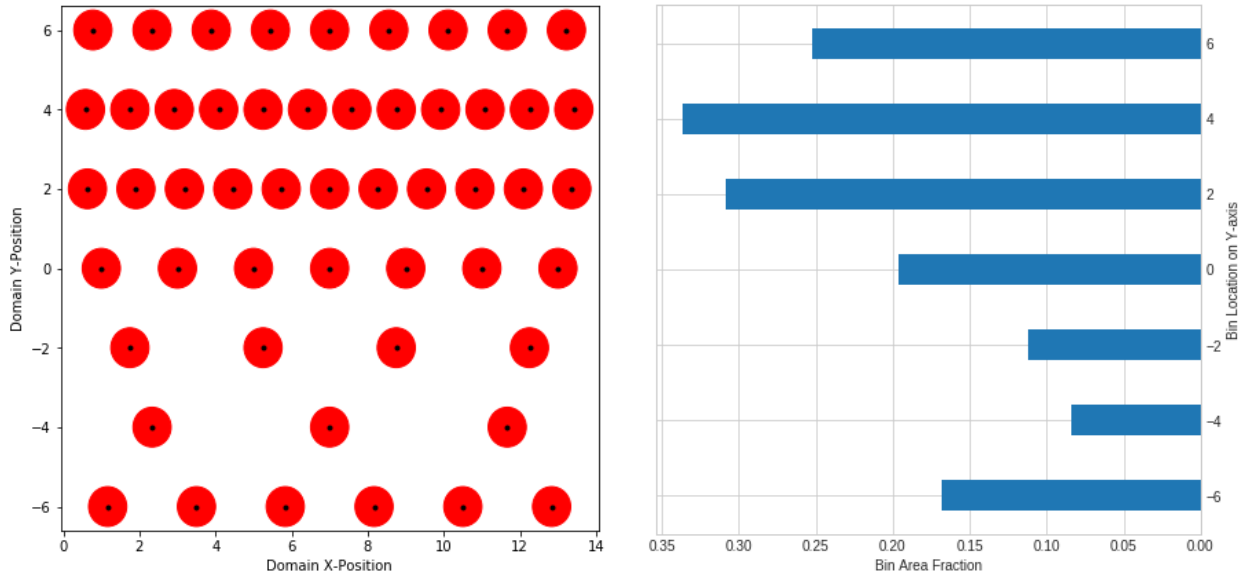 6
4
2
0
−2
−4
−6
Domain Y-Position
0 2 4 6 8 10 12 14
Domain X-Position
6
4
2
0
−2
−4
−6
Bin Location on Y-axis
0.35 0.30 0.25 0.20 0.15 0.10 0.05 0.00
Bin Area Fraction